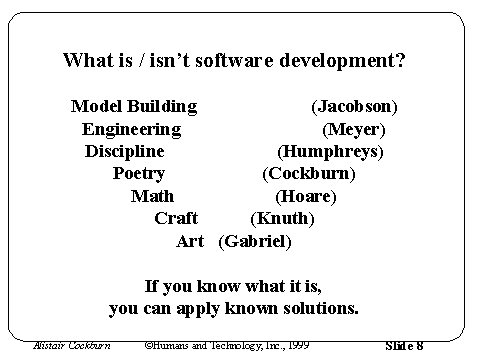 What is / isn't software development?
Model Building (Jacobson)
Engineering (Meyer)
Discipline (Humphreys)
Poetry (Cockburn)
Math (Hoare)
Craft (Knuth)
Art (Gabriel)
If you know what it is,
you can apply known solutions.
Alistair Cockburn ©Humans and Technology, Inc., 1999 Slide 8